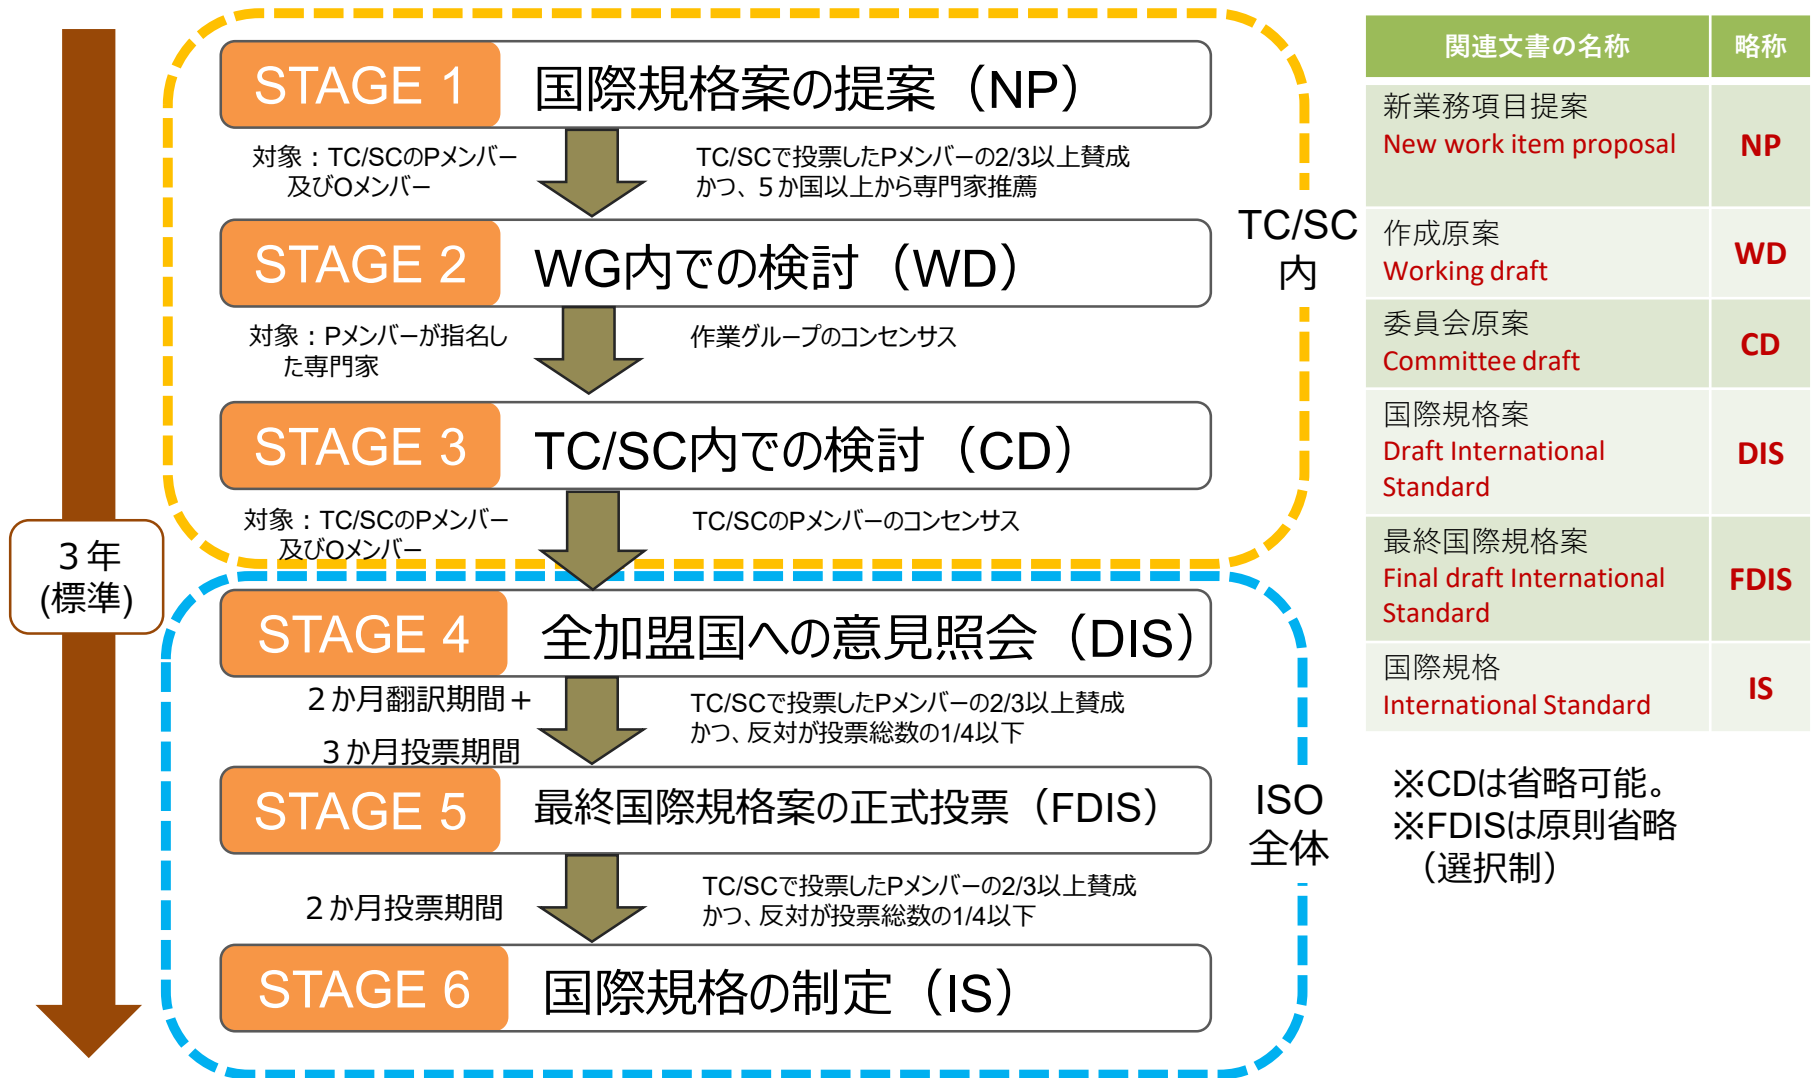 STAGE 1
国際規格案の提案（NP）
対象：TC/SCのPメンバー
及びOメンバー
TC/SCで投票したPメンバーの2/3以上賛成
かつ、５か国以上から専門家推薦
STAGE 2
WG内での検討（WD）
対象：Pメンバーが指名し
た専門家
作業グループのコンセンサス
STAGE 3
TC/SC内での検討（CD）
対象：TC/SCのPメンバー
及びOメンバー
TC/SCのPメンバーのコンセンサス
TC/SC
内
３年
(標準)
STAGE 4
全加盟国への意見照会（DIS）
２か月翻訳期間＋
３か月投票期間
TC/SCで投票したPメンバーの2/3以上賛成
かつ、反対が投票総数の1/4以下
STAGE 5
最終国際規格案の正式投票（FDIS）
２か月投票期間
TC/SCで投票したPメンバーの2/3以上賛成
かつ、反対が投票総数の1/4以下
STAGE 6
国際規格の制定（IS）
ISO
全体
関連文書の名称 略称
新業務項目提案
New work item proposal NP
作成原案
Working draft WD
委員会原案
Committee draft CD
国際規格案
Draft International DIS
Standard
最終国際規格案
Final draft International FDIS
Standard
国際規格
International Standard IS
※CDは省略可能。
※FDISは原則省略
（選択制）